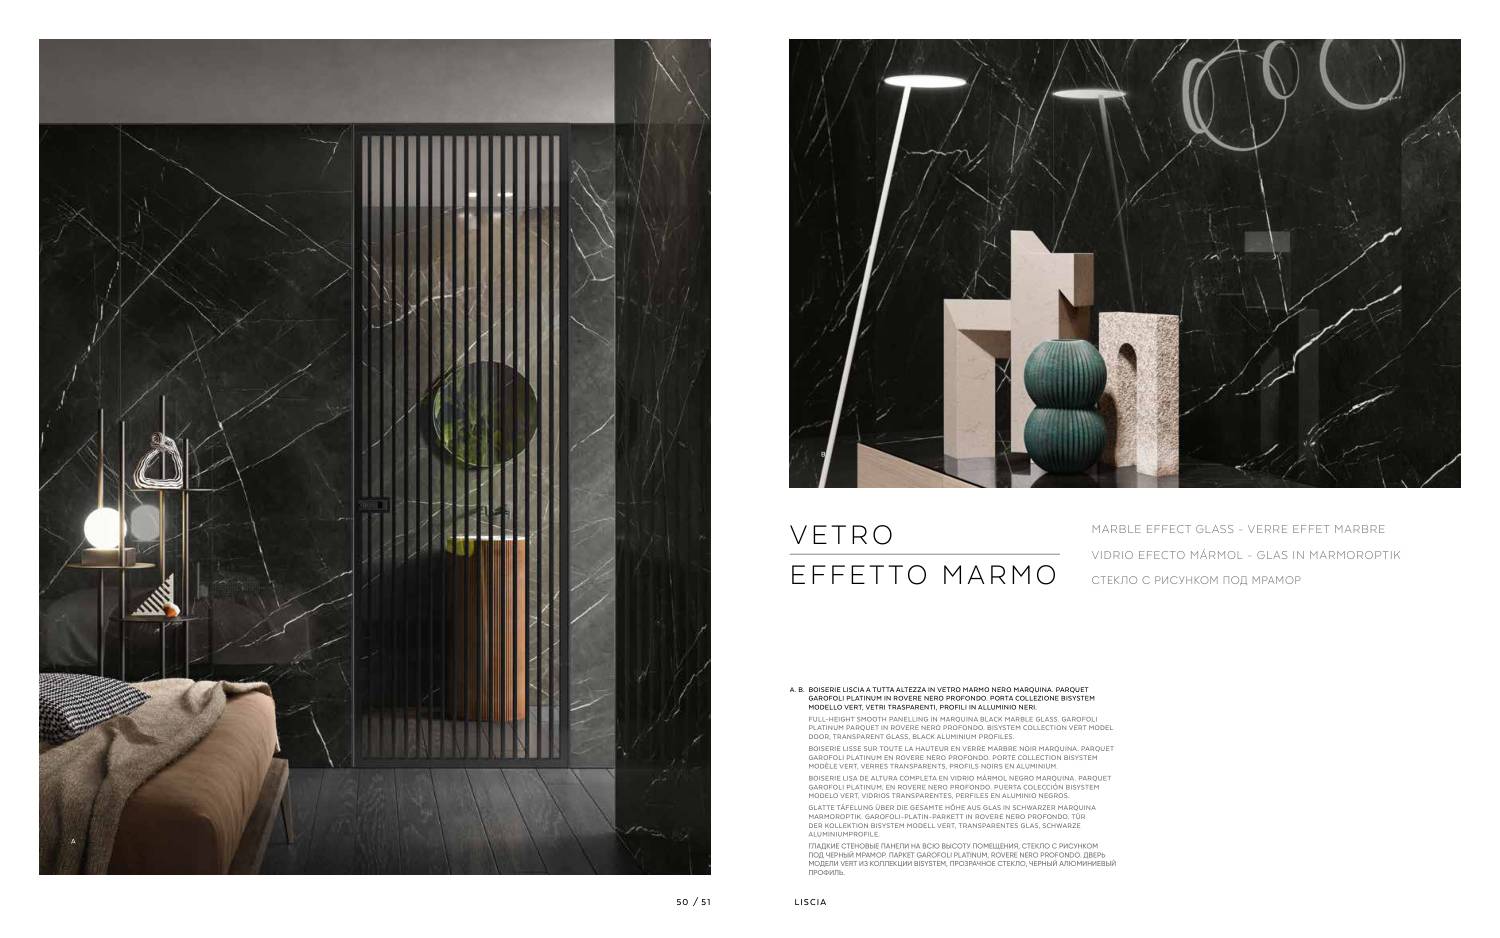 A
50 / 51
B
VETRO
EFFETTO MARMO
MARBLE EFFECT GLASS - VERRE EFFET MARBRE
VIDRIO EFECTO MÁRMOL - GLAS IN MARMOROPTIK
СТЕКЛО С РИСУНКОМ ПОД МРАМОР
A. B. BOISERIE LISCIA A TUTTA ALTEZZA IN VETRO MARMO NERO MARQUINA. PARQUET
GAROFOLI PLATINUM IN ROVERE NERO PROFONDO. PORTA COLLEZIONE BISYSTEM
MODELLO VERT, VETRI TRASPARENTI, PROFILI IN ALLUMINIO NERI.
FULL-HEIGHT SMOOTH PANELLING IN MARQUINA BLACK MARBLE GLASS. GAROFOLI
PLATINUM PARQUET IN ROVERE NERO PROFONDO. BISYSTEM COLLECTION VERT MODEL
DOOR, TRANSPARENT GLASS, BLACK ALUMINIUM PROFILES.
BOISERIE LISSE SUR TOUTE LA HAUTEUR EN VERRE MARBRE NOIR MARQUINA. PARQUET
GAROFOLI PLATINUM EN ROVERE NERO PROFONDO. PORTE COLLECTION BISYSTEM
MODÈLE VERT, VERRES TRANSPARENTS, PROFILS NOIRS EN ALUMINIUM.
BOISERIE LISA DE ALTURA COMPLETA EN VIDRIO MÁRMOL NEGRO MARQUINA. PARQUET
GAROFOLI PLATINUM, EN ROVERE NERO PROFONDO. PUERTA COLECCIÓN BISYSTEM
MODELO VERT, VIDRIOS TRANSPARENTES, PERFILES EN ALUMINIO NEGROS.
GLATTE TÄFELUNG ÜBER DIE GESAMTE HÖHE AUS GLAS IN SCHWARZER MARQUINA
MARMOROPTIK. GAROFOLI-PLATIN-PARKETT IN ROVERE NERO PROFONDO. TÜR
DER KOLLEKTION BISYSTEM MODELL VERT, TRANSPARENTES GLAS, SCHWARZE
ALUMINIUMPROFILE.
ГЛАДКИЕ СТЕНОВЫЕ ПАНЕЛИ НА ВСЮ ВЫСОТУ ПОМЕЩЕНИЯ, СТЕКЛО С РИСУНКОМ
ПОД ЧЕРНЫЙ МРАМОР. ПАРКЕТ GAROFOLI PLATINUM, ROVERE NERO PROFONDO. ДВЕРЬ
МОДЕЛИ VERT ИЗ КОЛЛЕКЦИИ BISYSTEM, ПРОЗРАЧНОЕ СТЕКЛО, ЧЕРНЫЙ АЛЮМИНИЕВЫЙ
ПРОФИЛЬ.
LISCIA